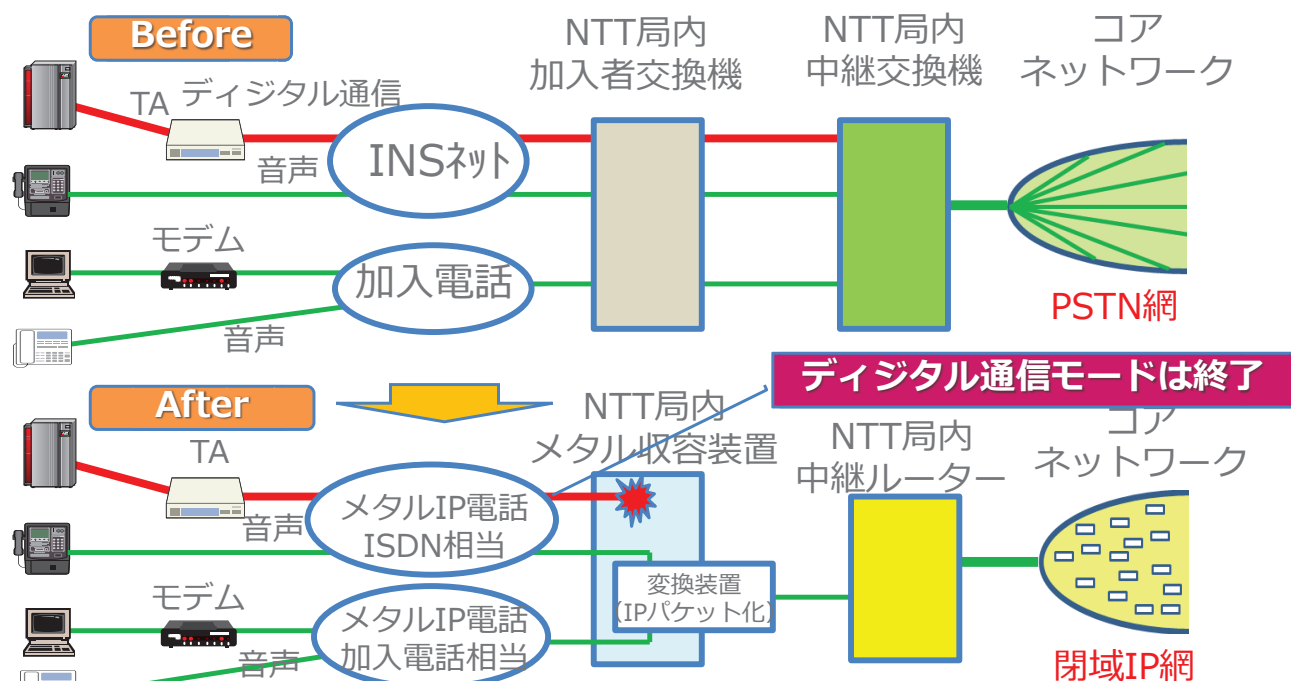 Before
NTT局内
加入者交換機
NTT局内
中継交換機
コア
ネットワーク
TA
ディジタル通信
音声
INSネット
モデム
加入電話
音声
PSTN網
ディジタル通信モードは終了
After
NTT局内
メタル収容装置
NTT局内
中継ルーター
コア
ネットワーク
TA
音声
メタルIP電話
ISDN相当
変換装置
(IPパケット化)
モデム
メタルIP電話
加入電話相当
音声
閉域IP網